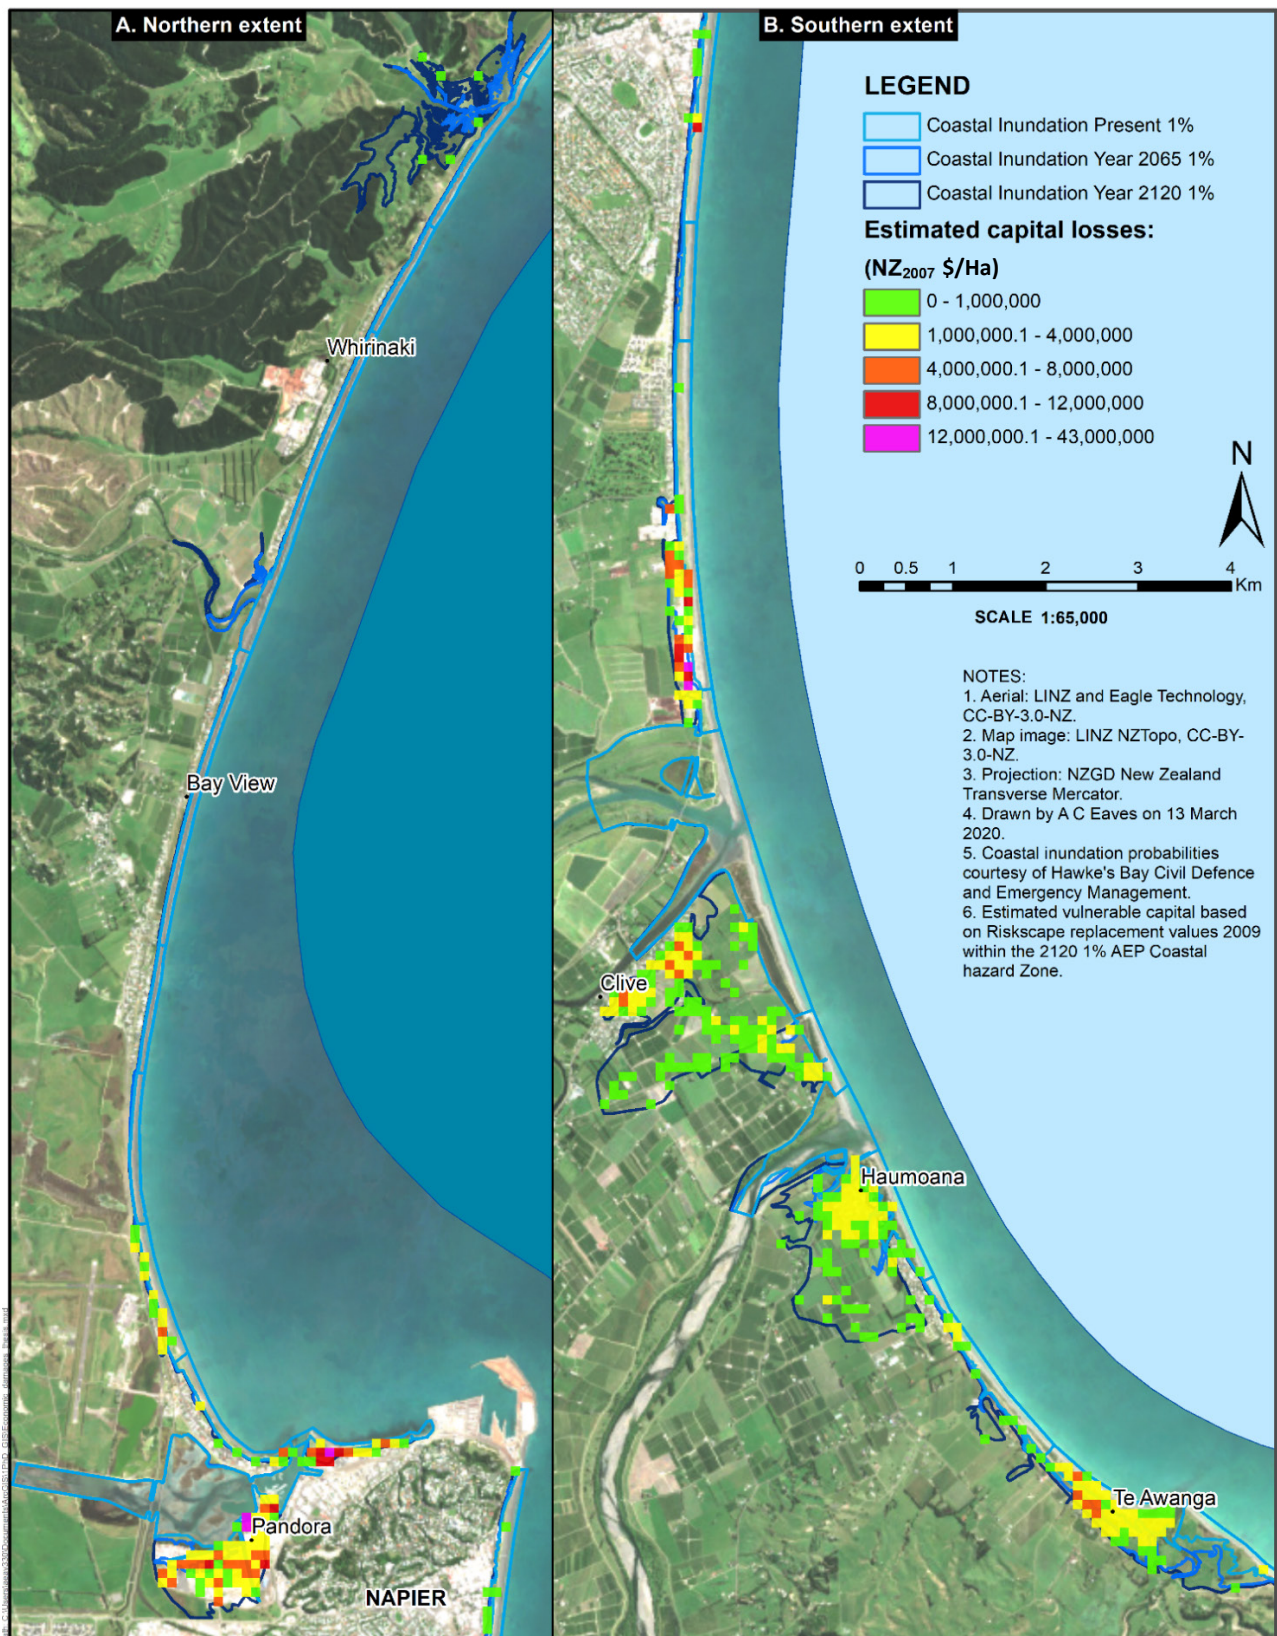 A. Northern extent
B. Southern extent
LEGEND
Coastal Inundation Present 1%
Coastal Inundation Year 2065 1%
Coastal Inundation Year 2120 1%
Estimated capital losses:
(NZ2007 $/Ha)
0 - 1,000,000
1,000,000.1 - 4,000,000
4,000,000.1 - 8,000,000
8,000,000.1 - 12,000,000
12,000,000.1 - 43,000,000
N
0 0.5 1 2 3 4
Km
SCALE 1:65,000
NOTES:
1. Aerial: LINZ and Eagle Technology,
CC-BY-3.0-NZ.
2. Map image: LINZ NZTopo, CC-BY-
3.0-NZ.
3. Projection: NZGD New Zealand
Transverse Mercator.
4. Drawn by A C Eaves on 13 March
2020.
5. Coastal inundation probabilities
courtesy of Hawke's Bay Civil Defence
and Emergency Management.
6. Estimated vulnerable capital based
on Riskscape replacement values 2009
within the 2120 1% AEP Coastal
hazard Zone.
Whirinaki
Bay View
Pandora
NAPIER
Clive
Haumoana
Te Awanga